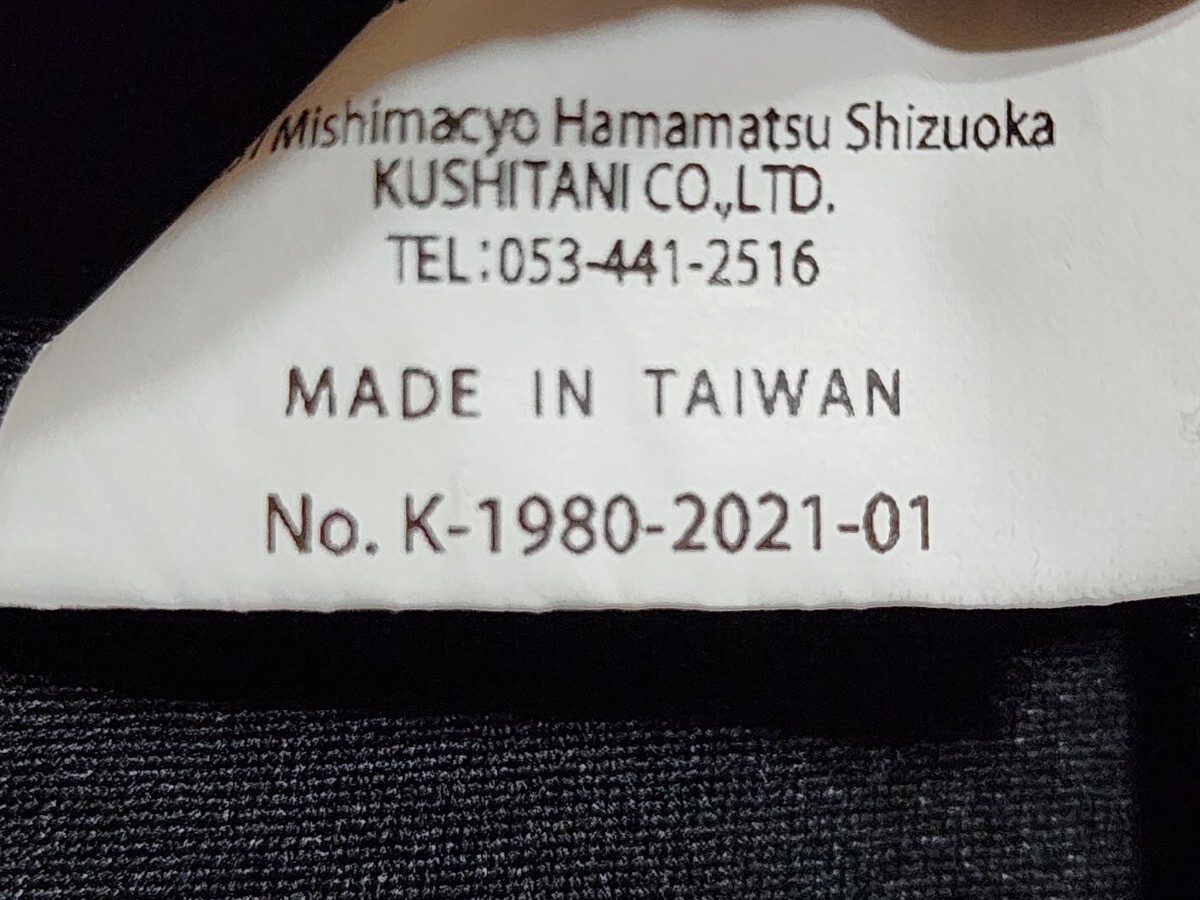 Mishimacyo Hamamatsu Shizuoka
KUSHITANI CO.,LTD.
TEL:053-441-2516
MADE IN TAIWAN
No. K-1980-2021-01